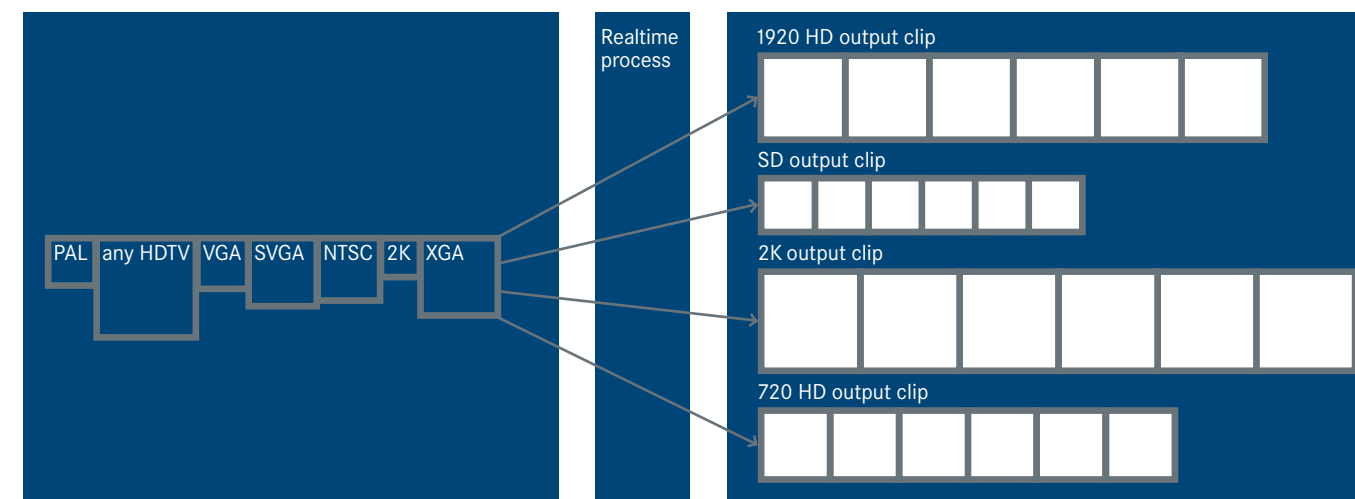 PAL
any HDTV
VGA
SVGA
NTSC
2K
XGA
Realtime
process
1920 HD output clip
SD output clip
2K output clip
720 HD output clip